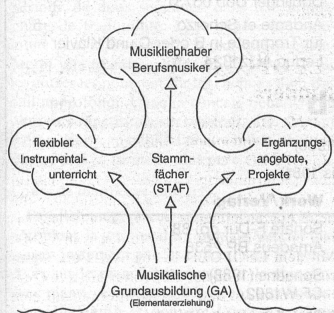 Musikliebhaber
Berufsmusiker
flexibler
Instrumental-
unterricht
Stamm-
fächer
(STAF)
Ergänzungs-
angebote,
Projekte
Musikalische
Grundausbildung (GA)
(Elementarerziehung)